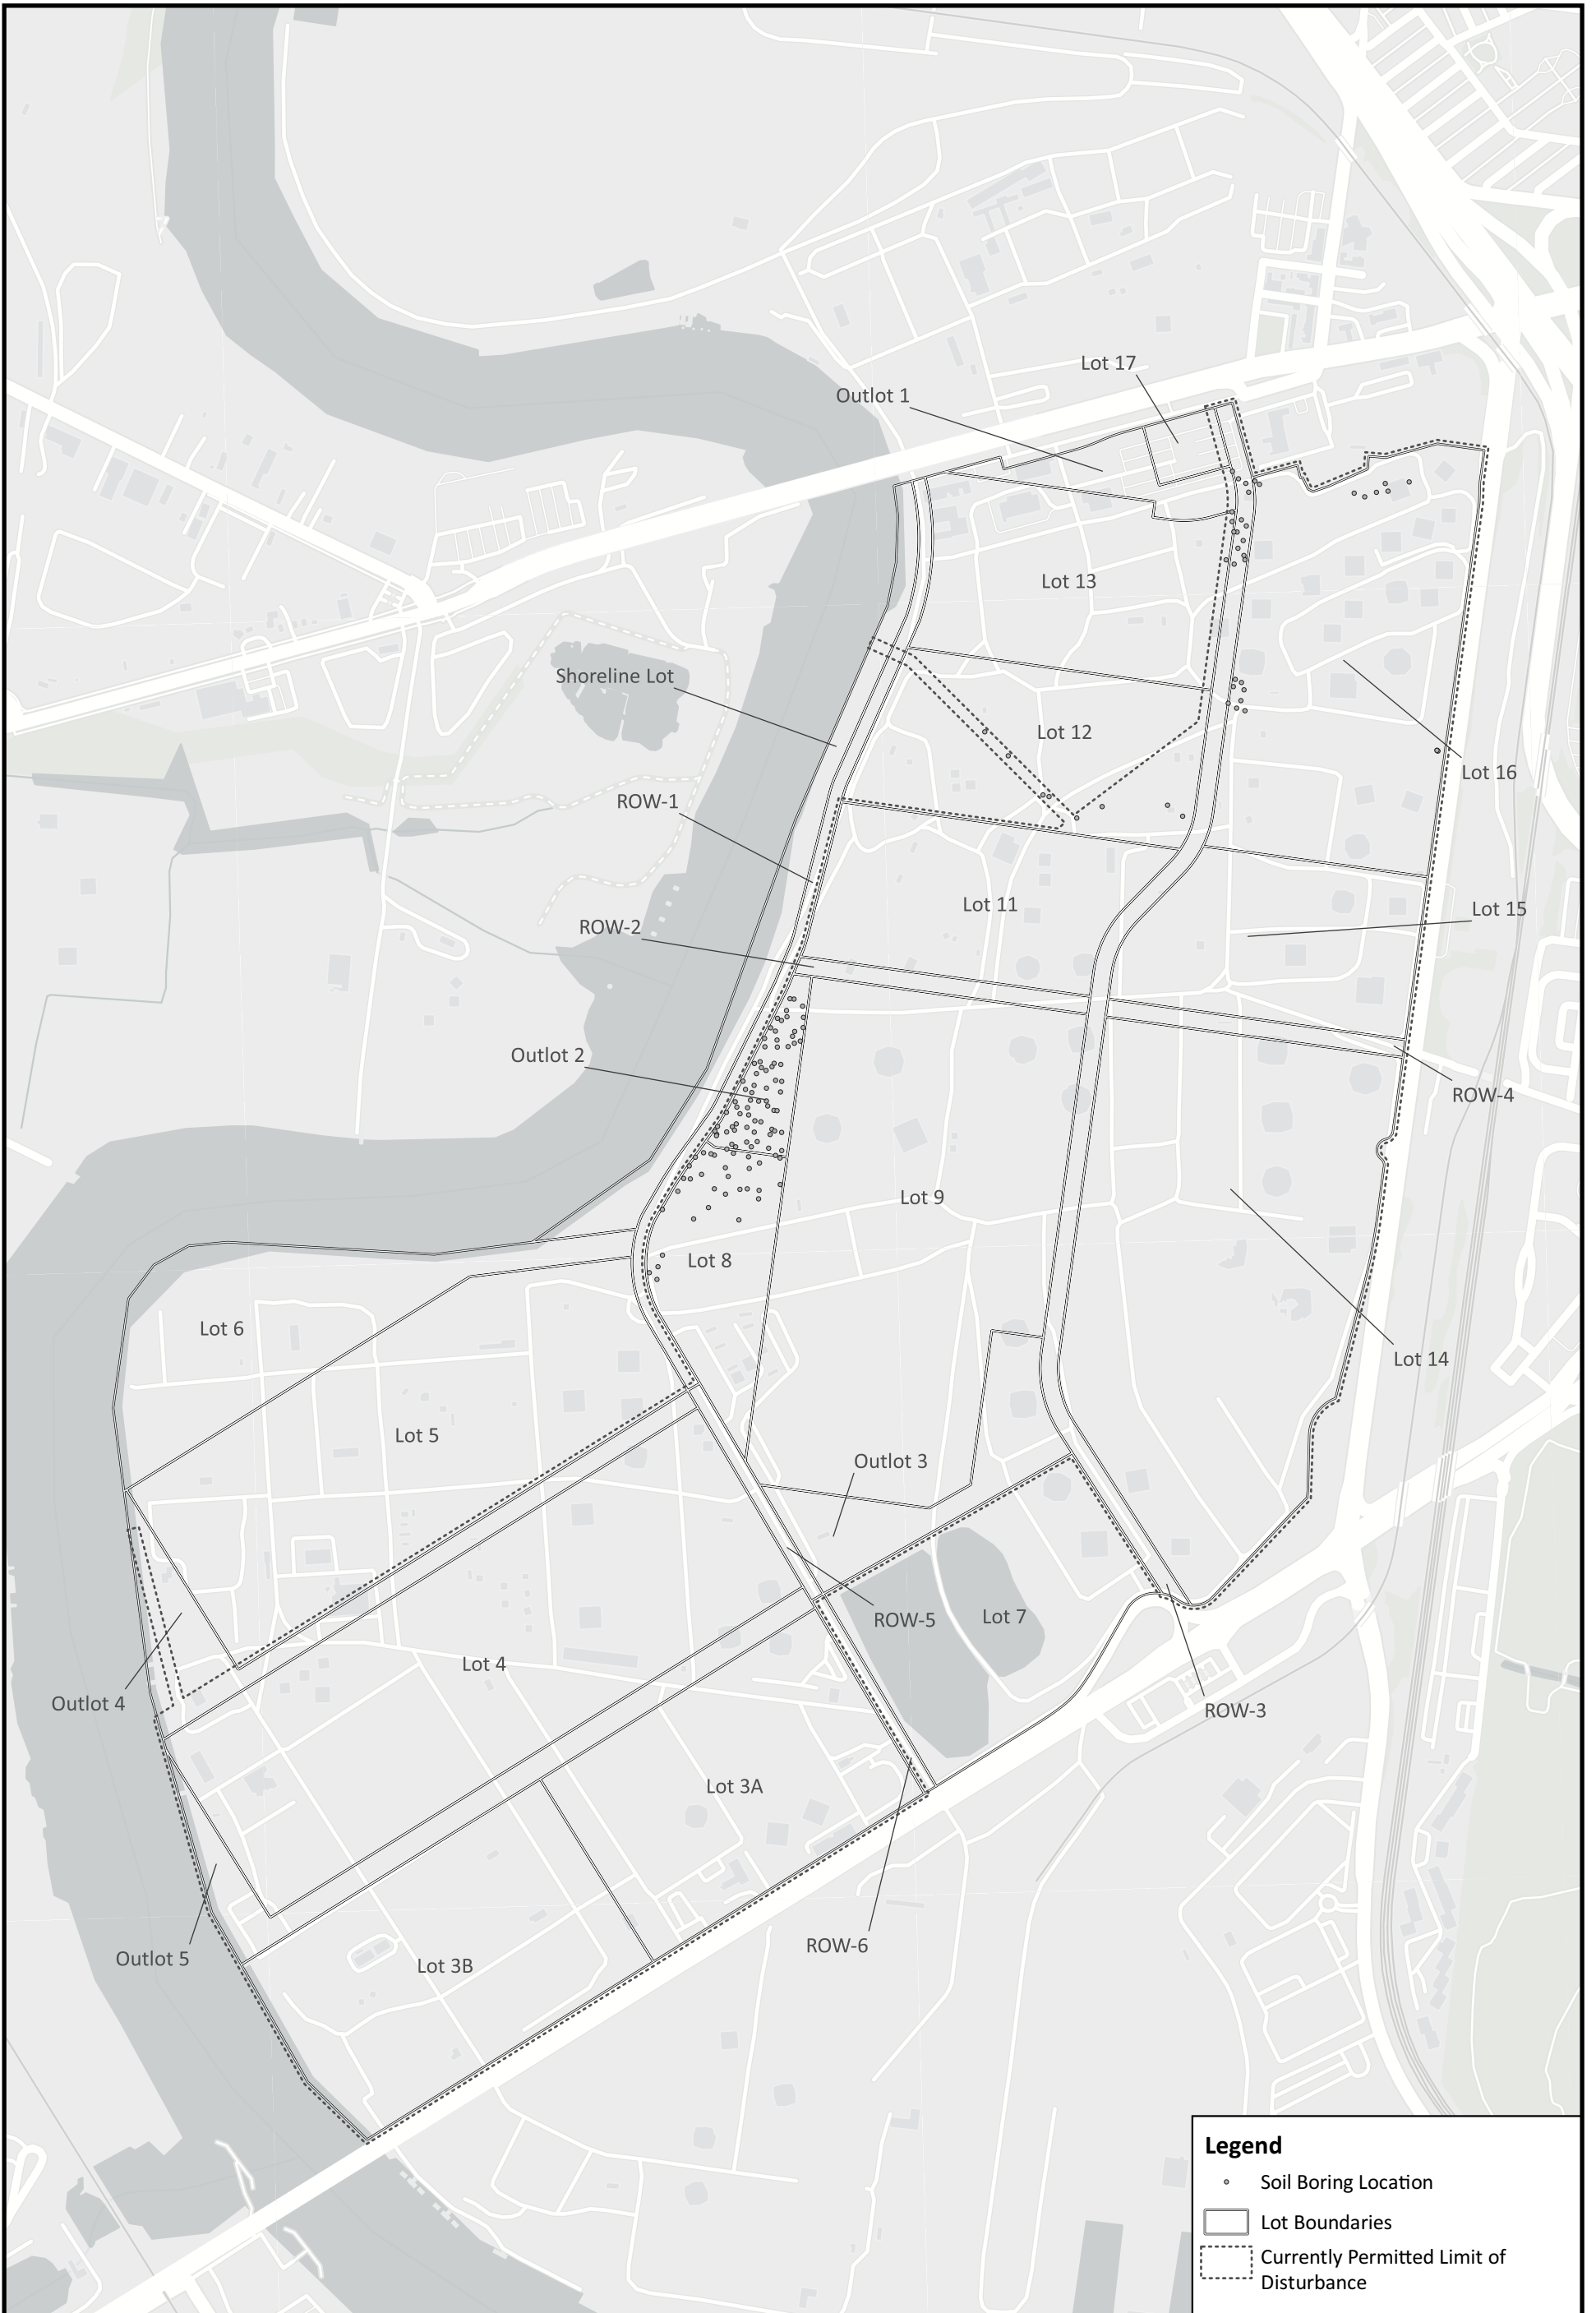 Lot 17
Outlot 1
Lot 13
Shoreline Lot
Lot 12
Lot 16
ROW-1
Lot 11
Lot 15
ROW-2
Outlot 2
ROW-4
Lot 9
Lot 8
Lot 6
Lot 14
Lot 5
Outlot 3
ROW-5
Lot 7
Lot 4
Outlot 4
ROW-3
Lot 3A
ROW-6
Outlot 5
Lot 3B
Legend
Soil Boring Location
Lot Boundaries
Currently Permitted Limit of
Disturbance